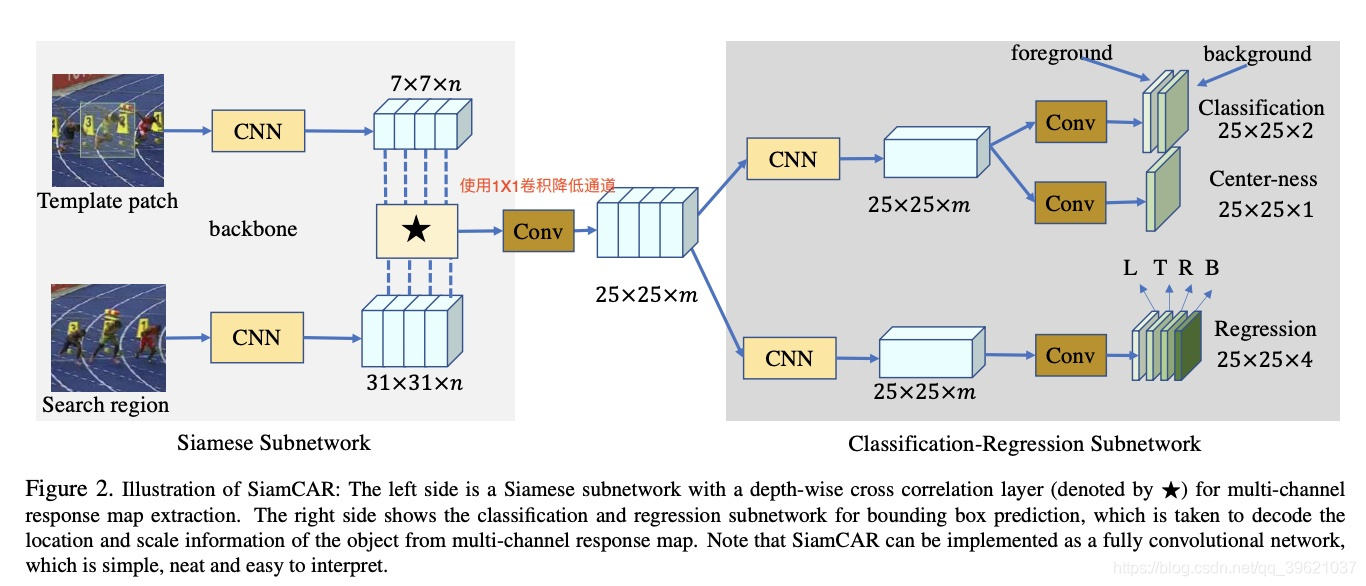 foreground
background
7×7×n
CNN
Conv
Classification
25×25×2
CNN
Template patch
使用1X1卷积降低通道
25×25×m
Conv
Center-ness
25×25×1
backbone
★
Conv
L T R B
25×25×m
CNN
Regression
25×25×4
CNN
Conv
31×31×n
25×25×m
Search region
Siamese Subnetwork
Classification-Regression Subnetwork
Figure 2. Illustration of SiamCAR: The left side is a Siamese subnetwork with a depth-wise cross correlation layer (denoted by ★) for multi-channel
response map extraction. The right side shows the classification and regression subnetwork for bounding box prediction, which is taken to decode the
location and scale information of the object from multi-channel response map. Note that SiamCAR can be implemented as a fully convolutional network,
which is simple, neat and easy to interpret.
https://blog.csdn.net/qq_39621037